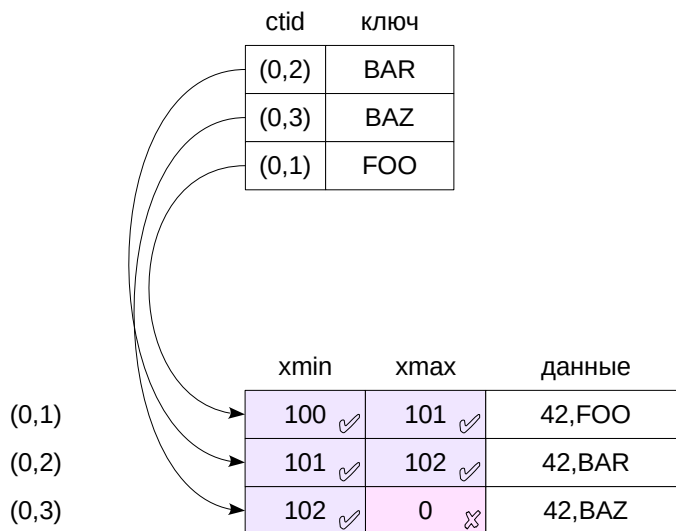 ctid ключ
(0,2) BAR
(0,3) BAZ
(0,1) FOO
xmin xmax данные
(0,1) 100 101 42,FOO
(0,2) 101 102 42,BAR
(0,3) 102 0 42,BAZ